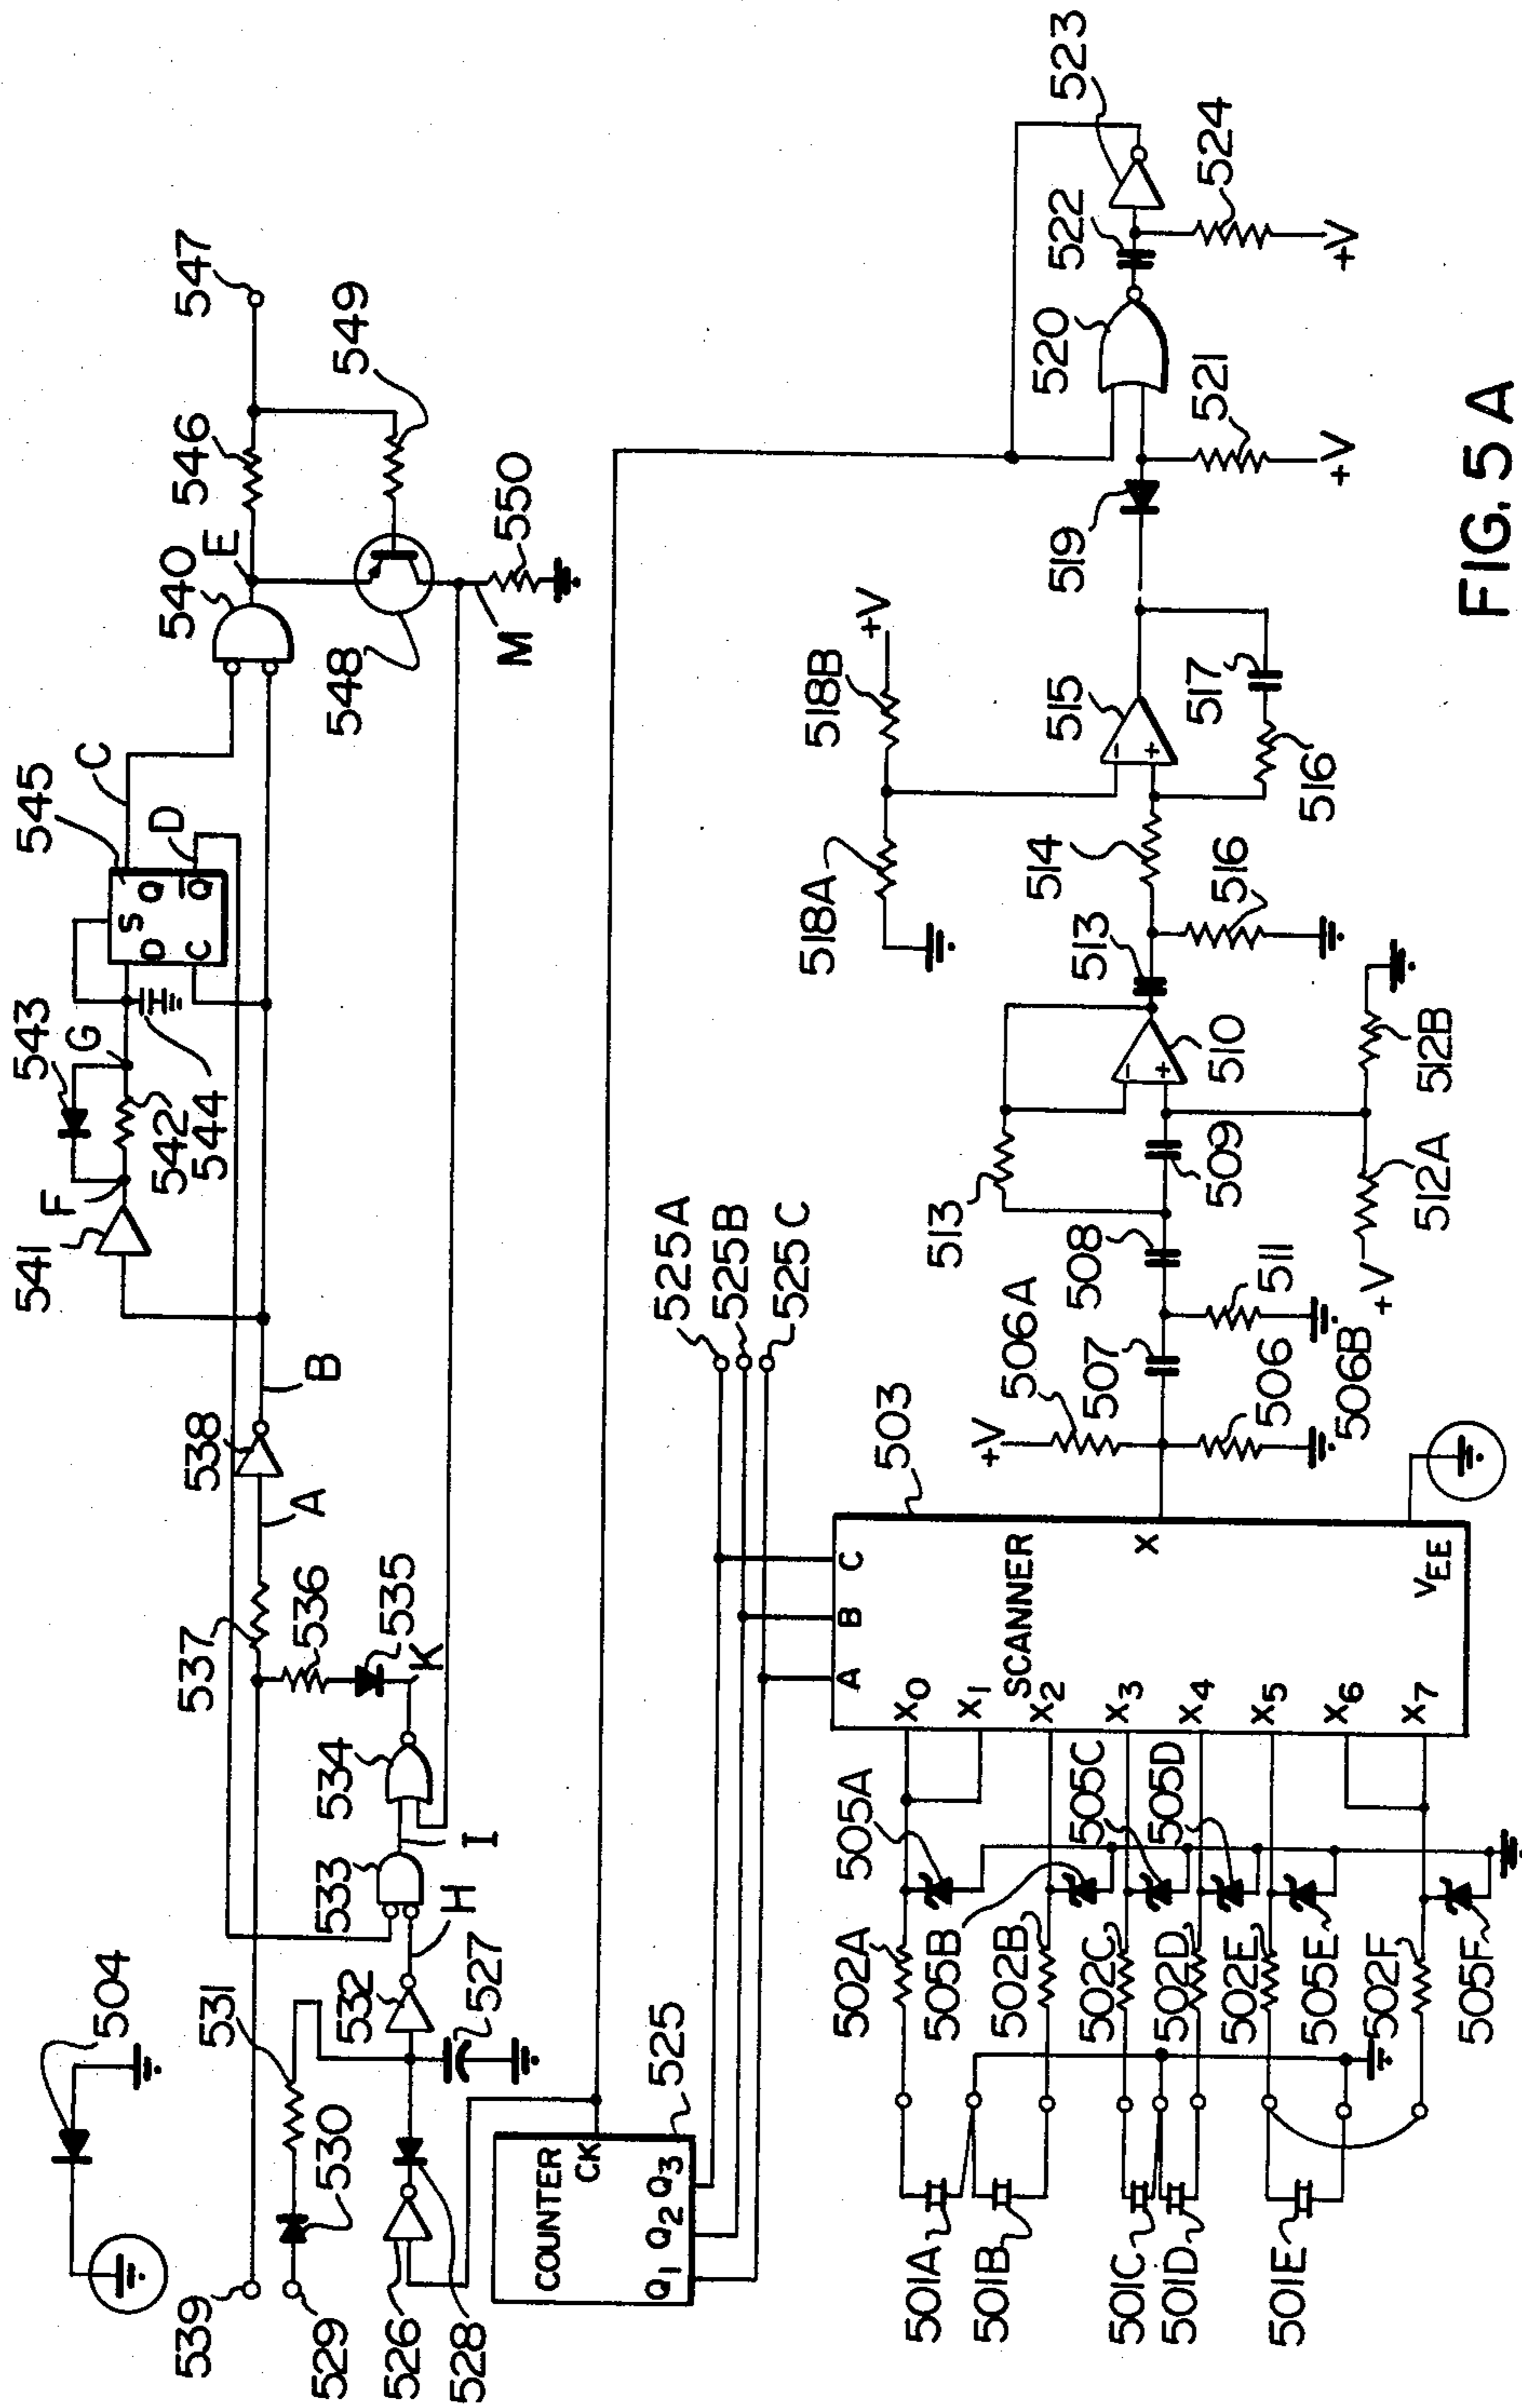 504
539
529
531
530
526
528
532
527
H
533
I
534
K
535
536
537
A
538
B
541
F
543
G
542
544
545
S
D
Q
C
Q̅
C
D
540
E
546
547
548
549
M
550
COUNTER
CK
Q1 Q2 Q3
525
525A
525B
525C
503
A B C
SCANNER
X0
X1
X2
X3
X4
X5
X6
X7
X
VEE
501A
501B
501C
501D
501E
502A
505B
502B
502C
502D
502E
505E
502F
505F
505A
505C
505D
+V
506A
507
506
506B
508
511
513
509
510
+V
512A
512B
513
514
516
518A
518B
+V
515
517
516
519
520
521
+V
522
523
524
+V
FIG. 5 A